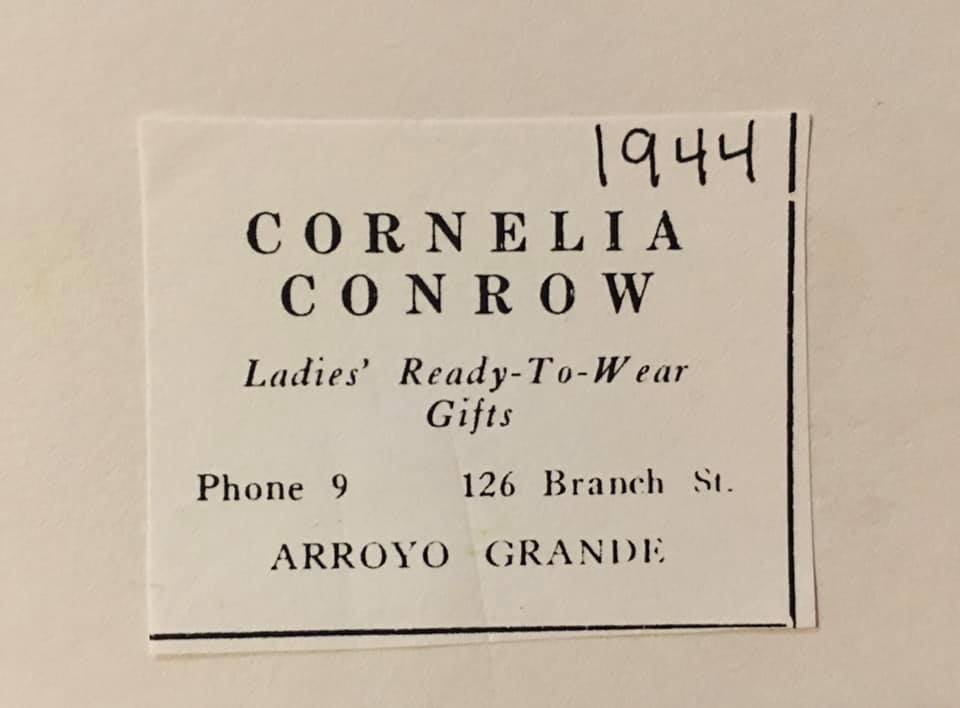 1944
CORNELIA
CONROW
Ladies' Ready-To-Wear
Gifts
Phone 9 126 Branch St.
ARROYO GRANDE